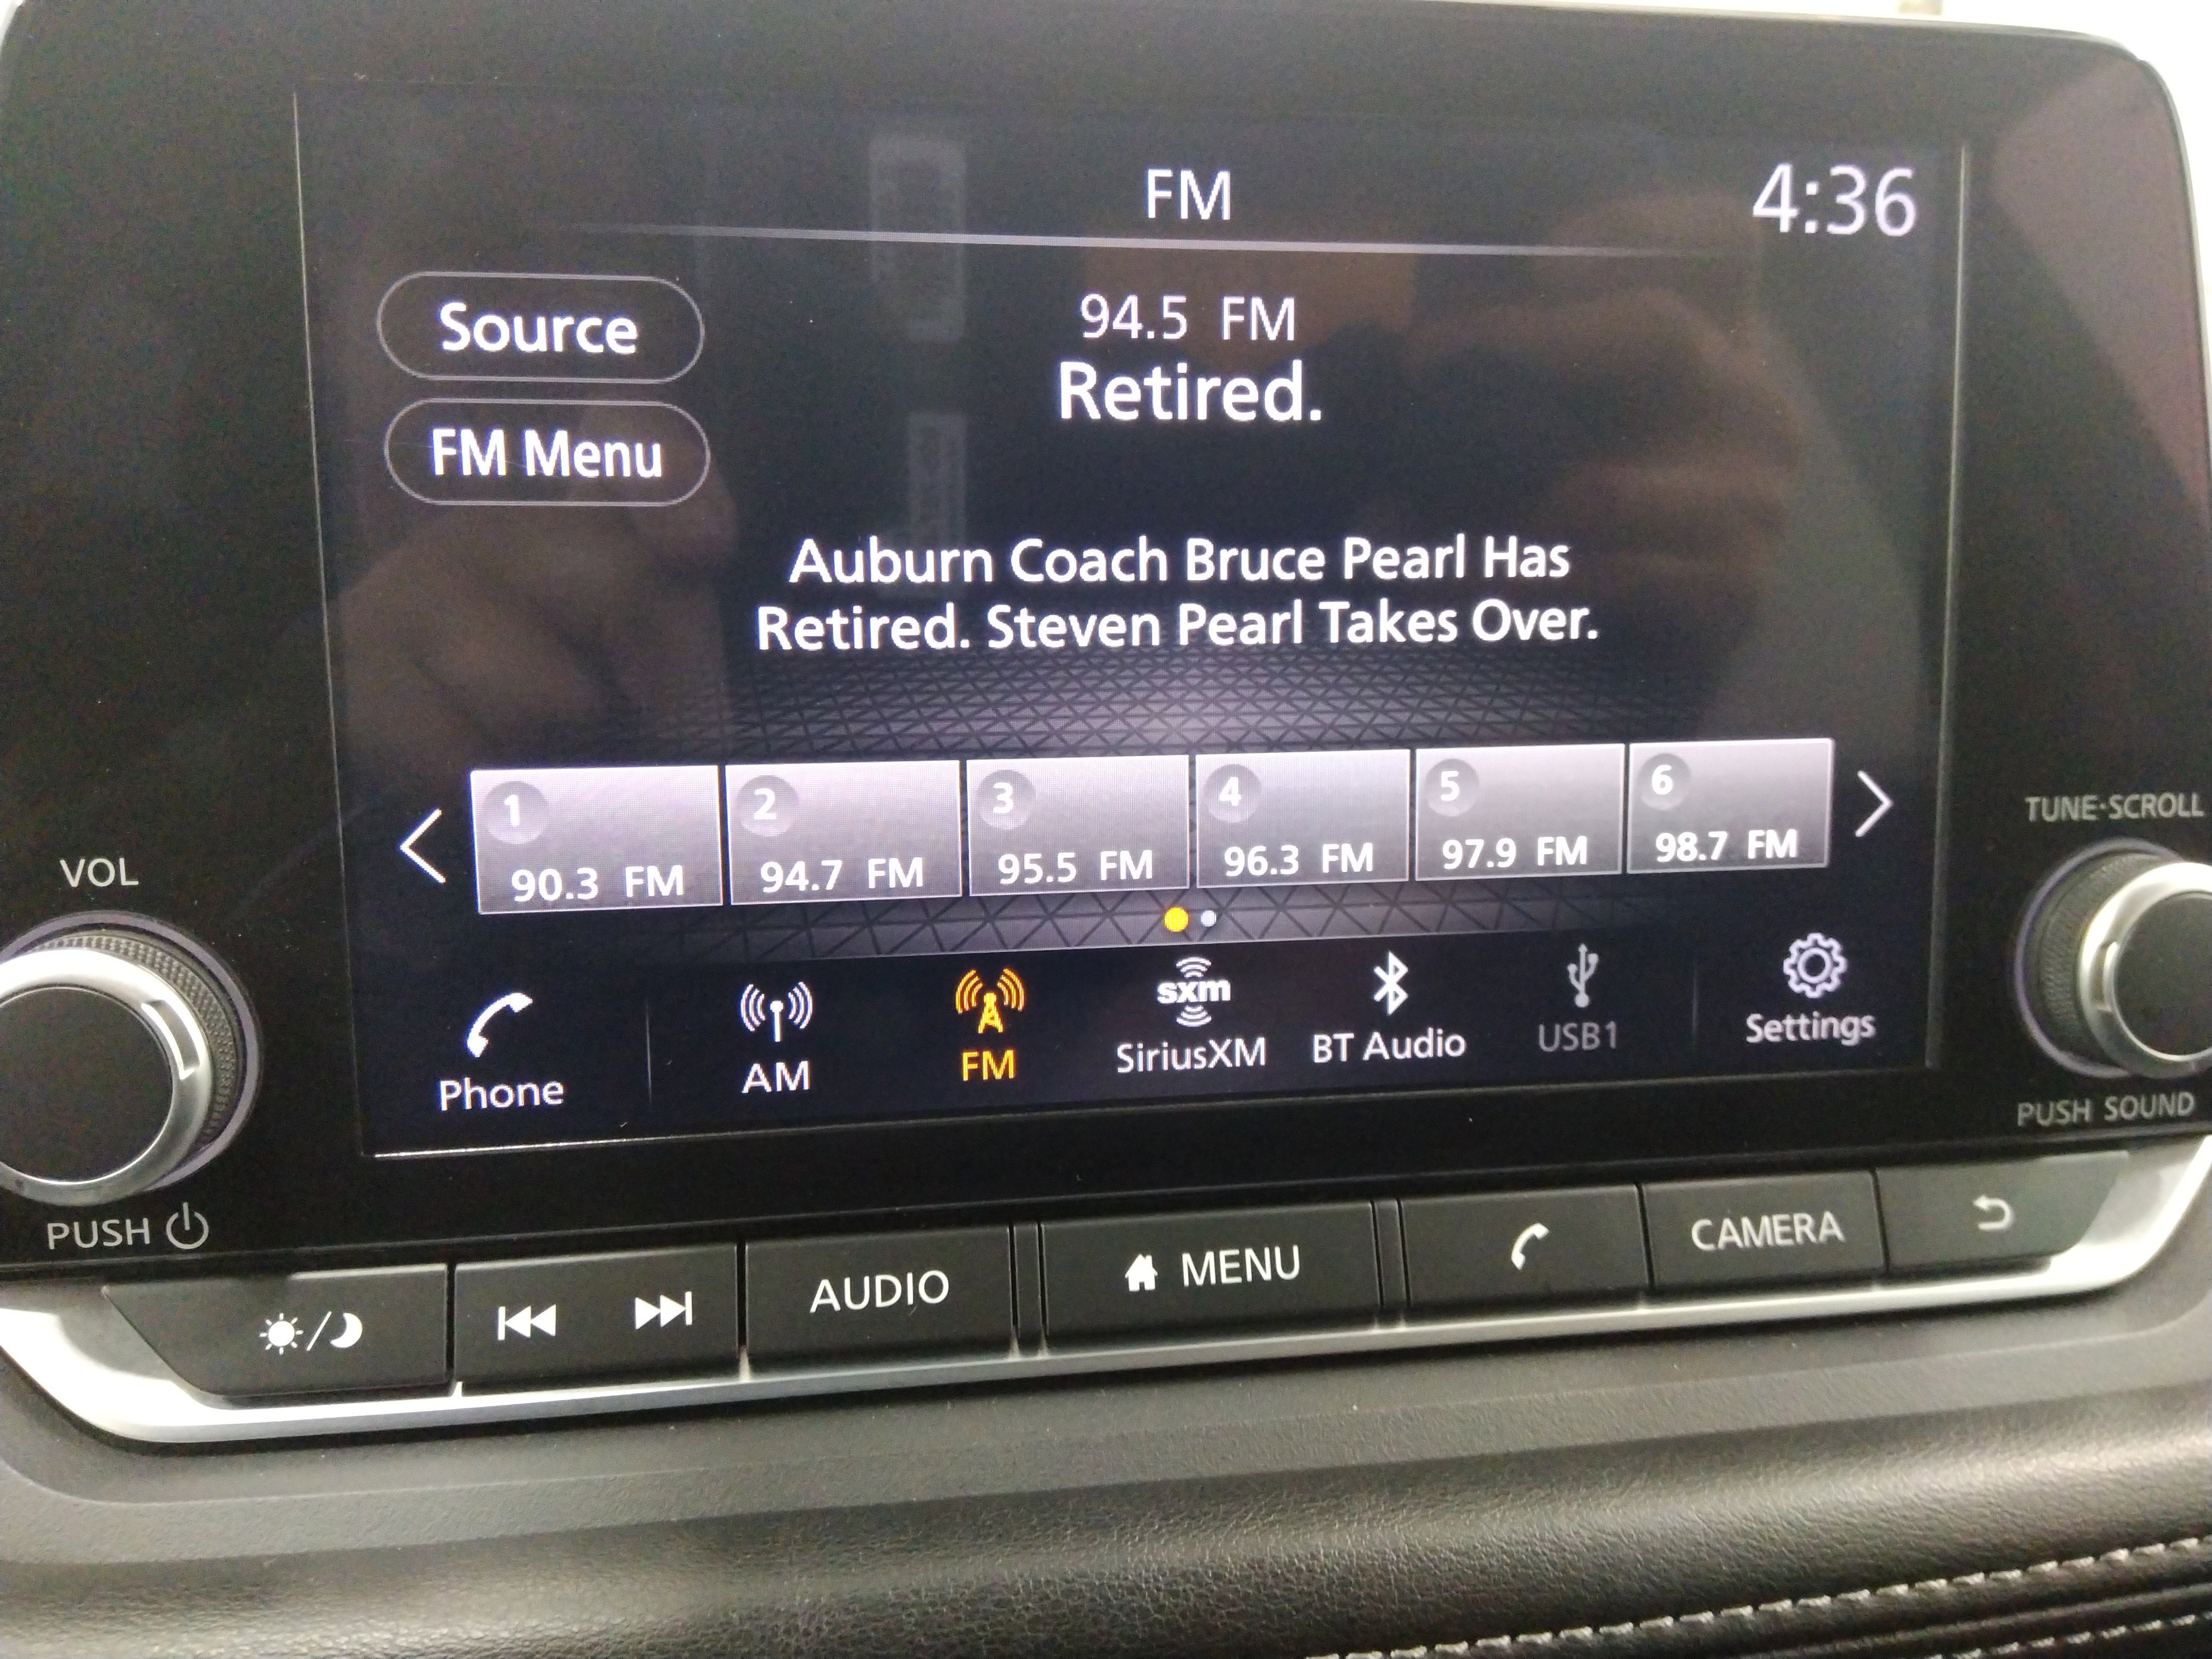 FM
4:36
Source
94.5 FM
Retired.
FM Menu
Auburn Coach Bruce Pearl Has
Retired. Steven Pearl Takes Over.
1
90.3 FM
2
94.7 FM
3
95.5 FM
4
96.3 FM
5
97.9 FM
6
98.7 FM
Phone
AM
FM
sxm
SiriusXM
BT Audio
USB1
Settings
VOL
PUSH
TUNE·SCROLL
PUSH SOUND
AUDIO
MENU
CAMERA